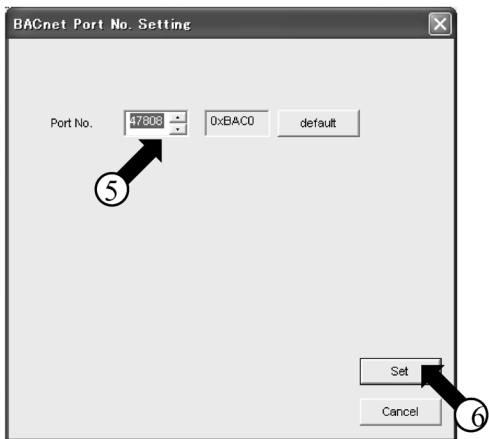 BACnet Port No. Setting
Port No. 47808 0xBAC0 default
5
Set
6
Cancel